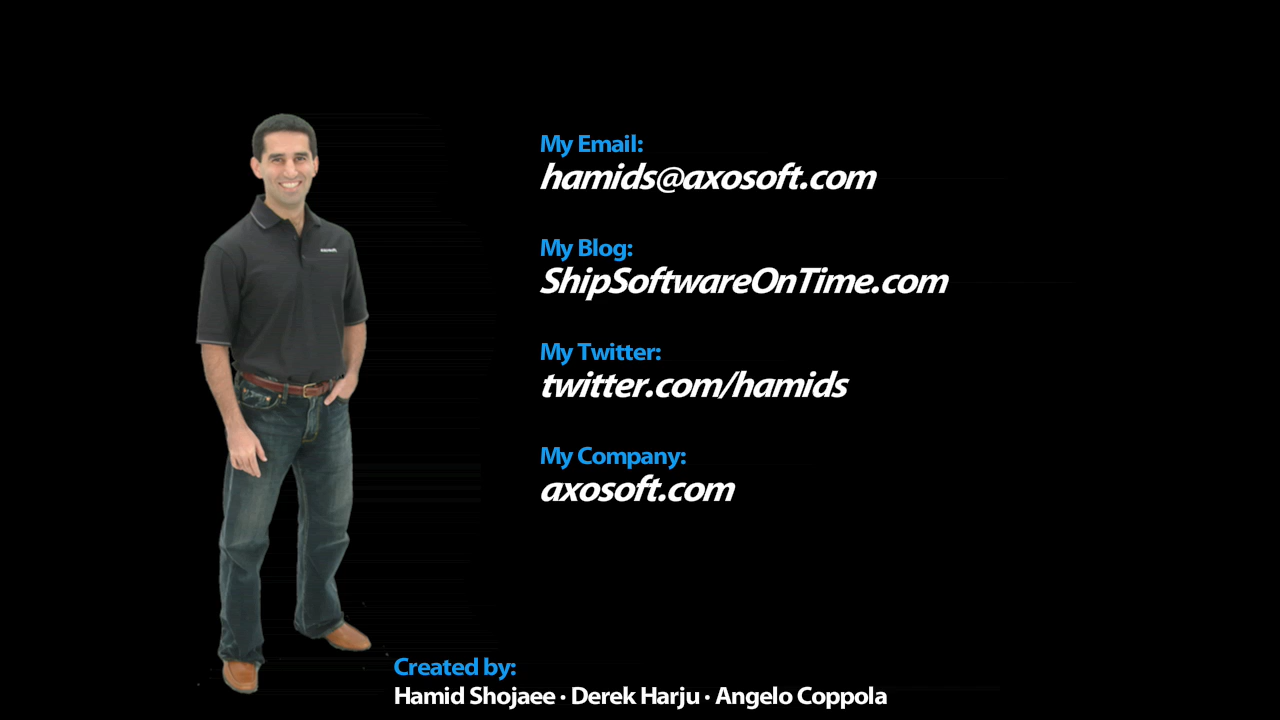 axosoft
My Email:
hamids@axosoft.com
My Blog:
ShipSoftwareOnTime.com
My Twitter:
twitter.com/hamids
My Company:
axosoft.com
Created by:
Hamid Shojaee • Derek Harju • Angelo Coppola